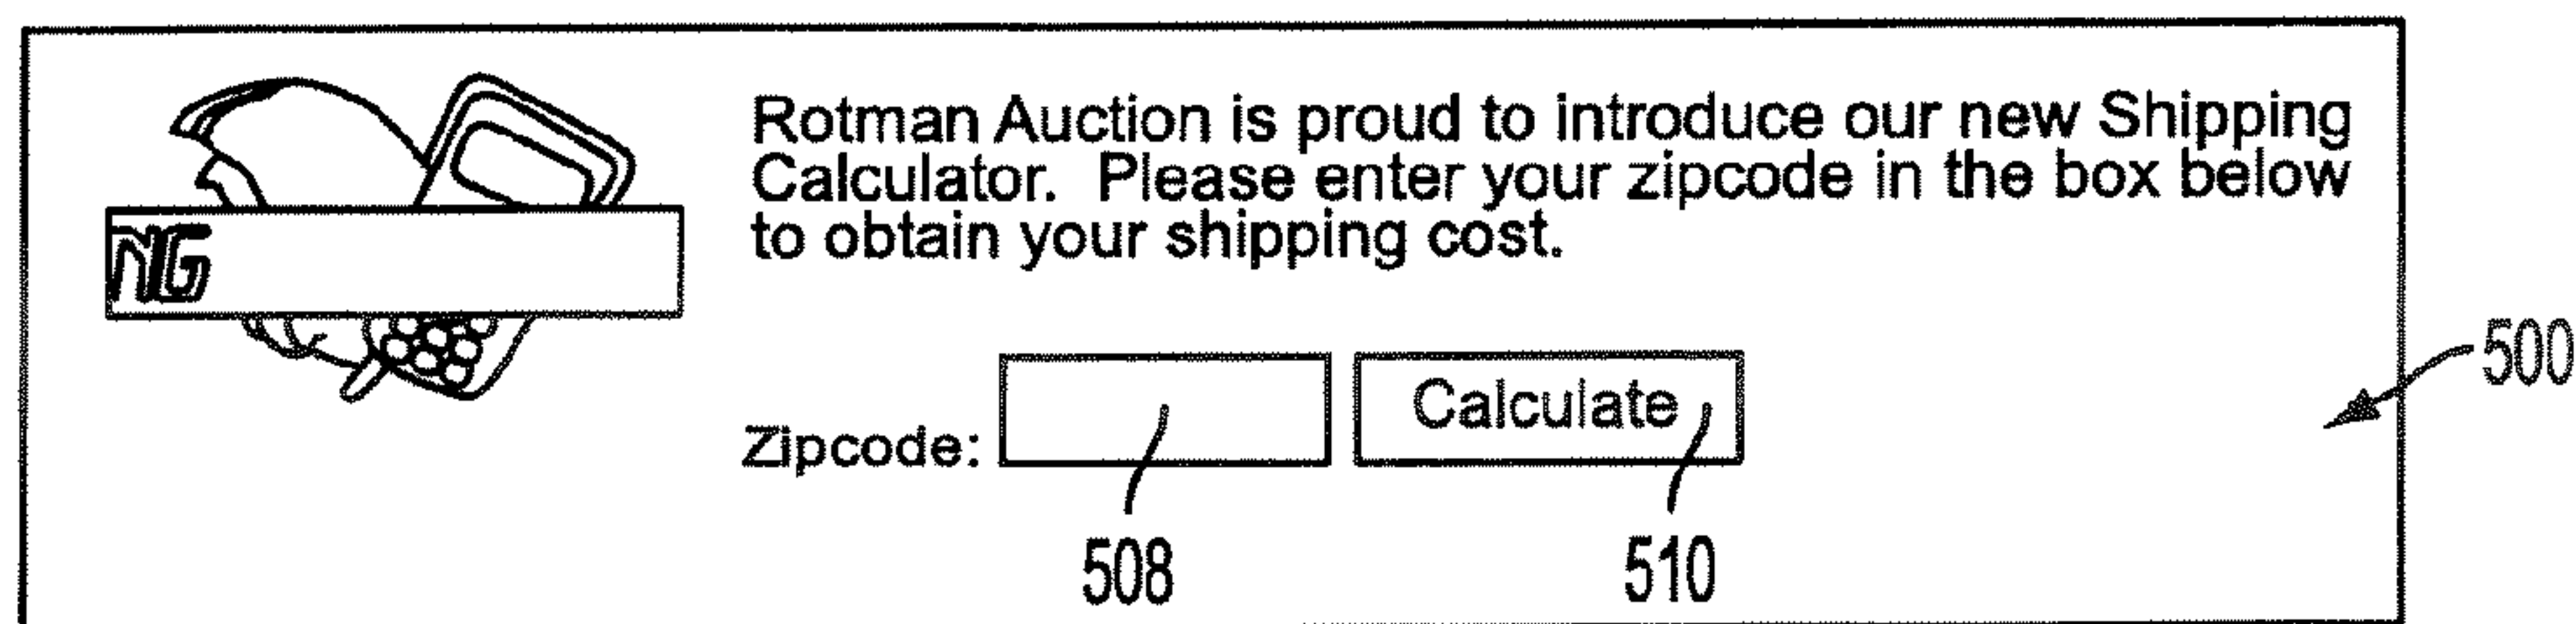 Rotman Auction is proud to introduce our new Shipping
Calculator.  Please enter your zipcode in the box below
to obtain your shipping cost.
NG
500
Zipcode: Calculate
508 510